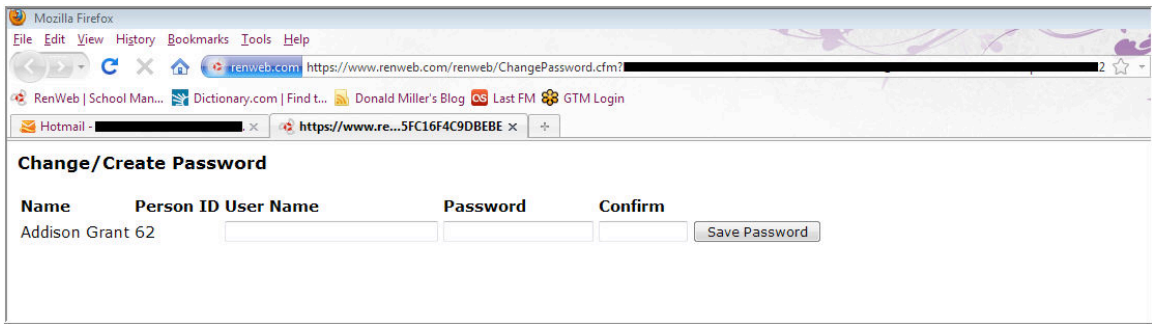 Mozilla Firefox
File Edit View History Bookmarks Tools Help
renweb.com https://www.renweb.com/renweb/ChangePassword.cfm? 2
RenWeb | School Man... Dictionary.com | Find t... Donald Miller's Blog Last FM GTM Login
Hotmail - https://www.re...5FC16F4C9DBEBE
Change/Create Password
Name Person ID User Name Password Confirm
Addison Grant 62 Save Password